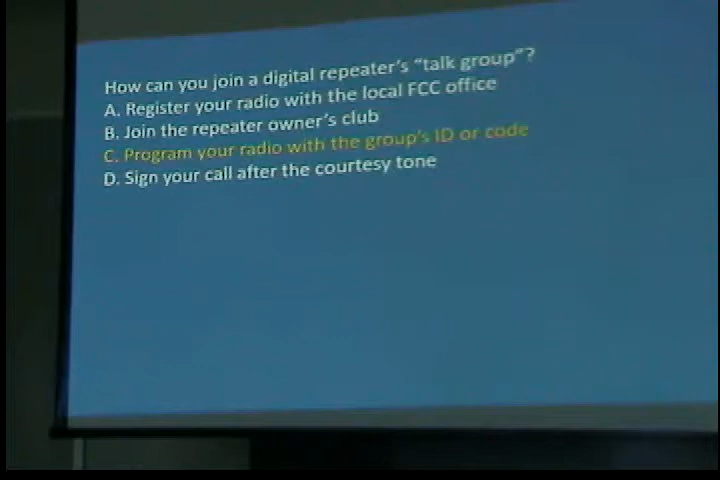 How can you join a digital repeater's “talk group”?
A. Register your radio with the local FCC office
B. Join the repeater owner's club
C. Program your radio with the group's ID or code
D. Sign your call after the courtesy tone